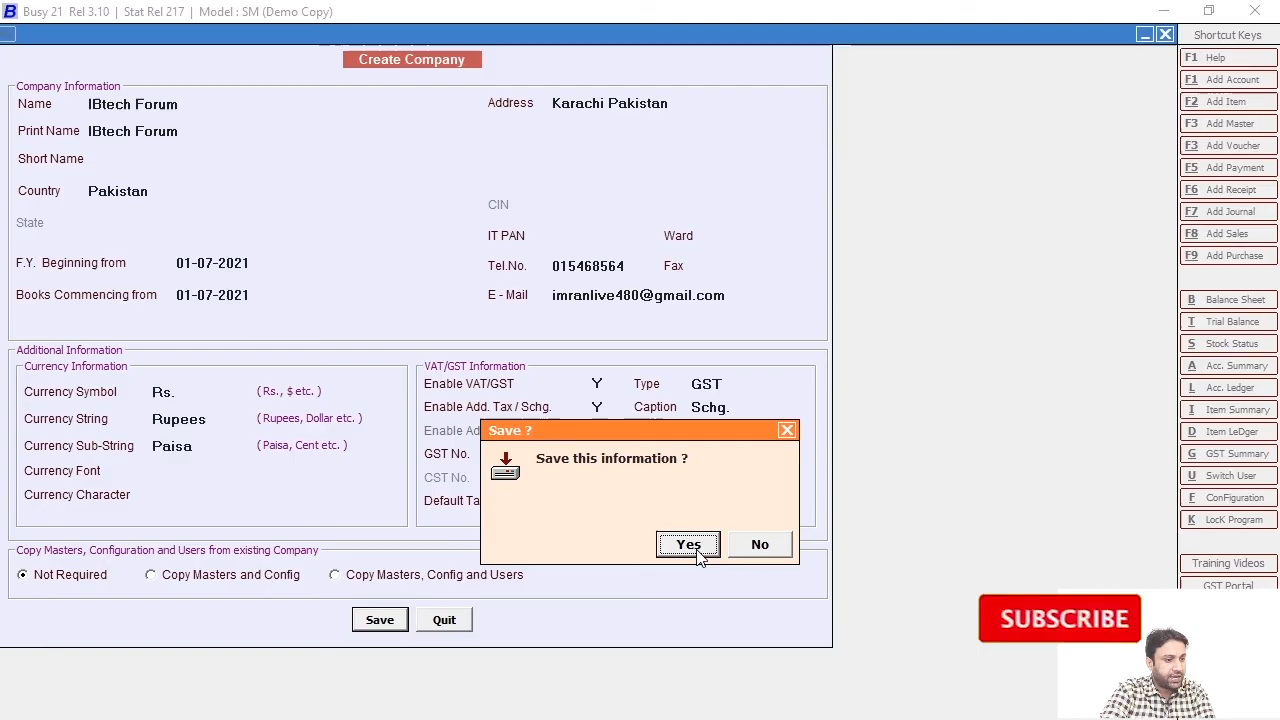 Busy 21 Rel 3.10 | Stat Rel 217 | Model : SM (Demo Copy)
Create Company
Company Information
Name IBtech Forum
Address Karachi Pakistan
Print Name IBtech Forum
Short Name
Country Pakistan
State
CIN
IT PAN Ward
F.Y. Beginning from 01-07-2021
Tel.No. 015468564 Fax
Books Commencing from 01-07-2021
E - Mail imranlive480@gmail.com
Additional Information
Currency Information
Currency Symbol Rs. (Rs., $ etc.)
Currency String Rupees (Rupees, Dollar etc.)
Currency Sub-String Paisa (Paisa, Cent etc.)
Currency Font
Currency Character
VAT/GST Information
Enable VAT/GST Y Type GST
Enable Add. Tax / Schg. Y Caption Schg.
Enable Ad
GST No.
CST No.
Default Ta
Save ?
Save this information ?
Yes No
Copy Masters, Configuration and Users from existing Company
Not Required Copy Masters and Config Copy Masters, Config and Users
Save Quit
Shortcut Keys
F1 Help
F1 Add Account
F2 Add Item
F3 Add Master
F3 Add Voucher
F5 Add Payment
F6 Add Receipt
F7 Add Journal
F8 Add Sales
F9 Add Purchase
B Balance Sheet
T Trial Balance
S Stock Status
A Acc. Summary
L Acc. Ledger
I Item Summary
D Item LeDger
G GST Summary
U Switch User
F ConFiguration
K LocK Program
Training Videos
GST Portal
SUBSCRIBE